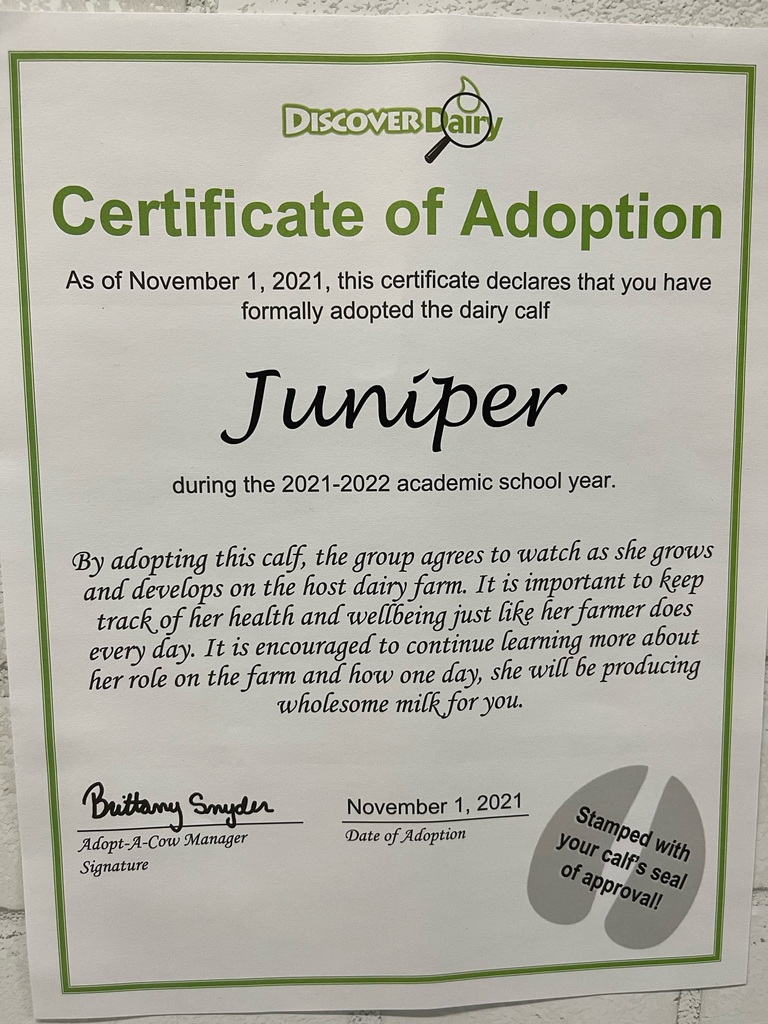 DISCOVER Dairy
Certificate of Adoption
As of November 1, 2021, this certificate declares that you have
formally adopted the dairy calf
Juniper
during the 2021-2022 academic school year.
By adopting this calf, the group agrees to watch as she grows
and develops on the host dairy farm. It is important to keep
track of her health and wellbeing just like her farmer does
every day. It is encouraged to continue learning more about
her role on the farm and how one day, she will be producing
wholesome milk for you.
Brittany Snyder
Adopt-A-Cow Manager
Signature
November 1, 2021
Date of Adoption
Stamped with
your calf's seal
of approval!